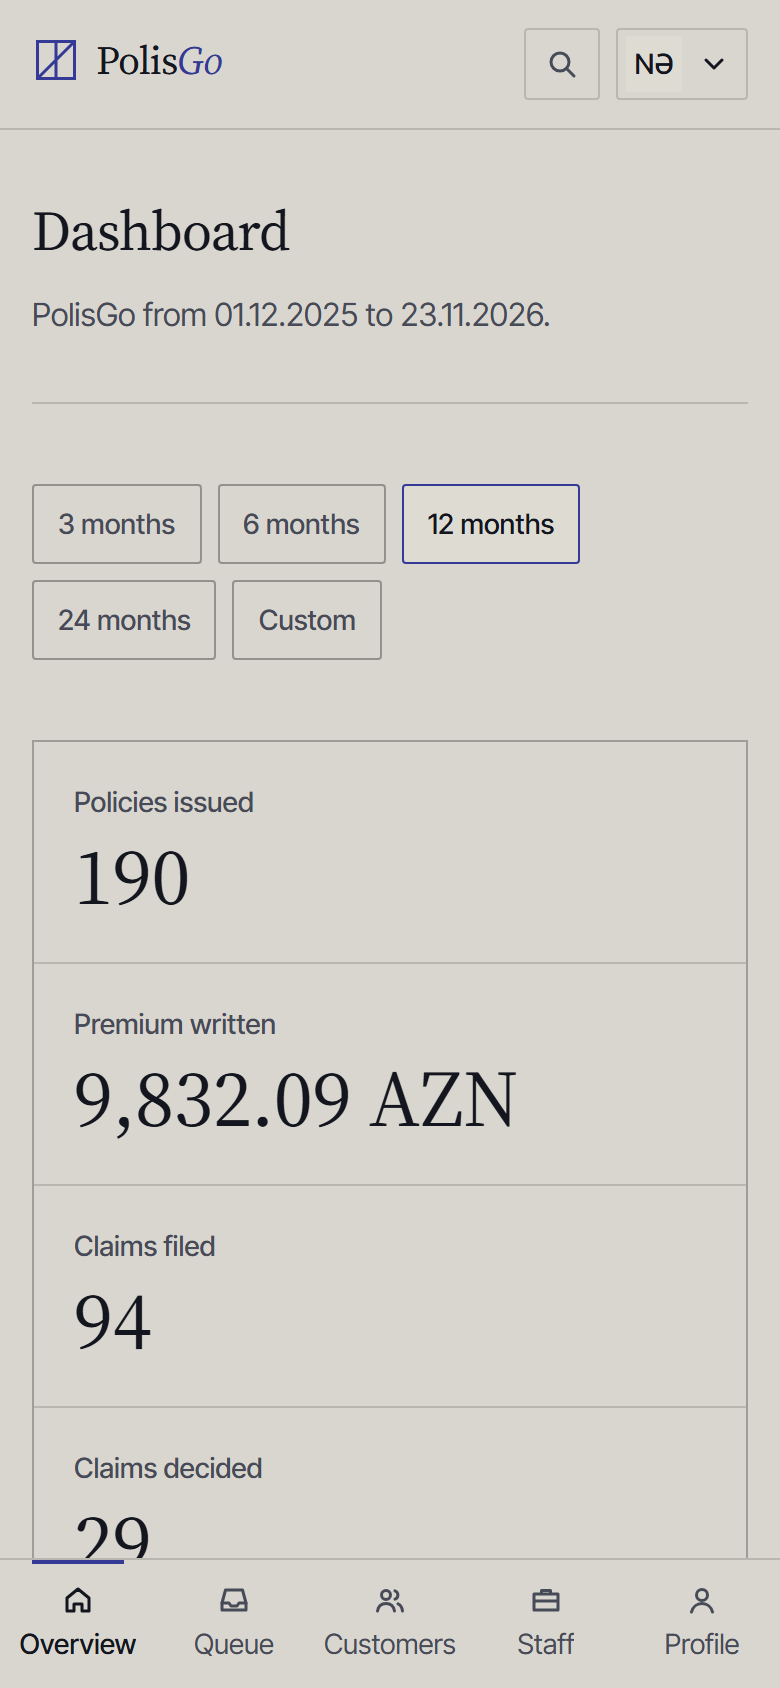 PolisGo
NƏ
Dashboard
PolisGo from 01.12.2025 to 23.11.2026.
3 months
6 months
12 months
24 months
Custom
Policies issued
190
Premium written
9,832.09 AZN
Claims filed
94
Claims decided
29
Overview
Queue
Customers
Staff
Profile